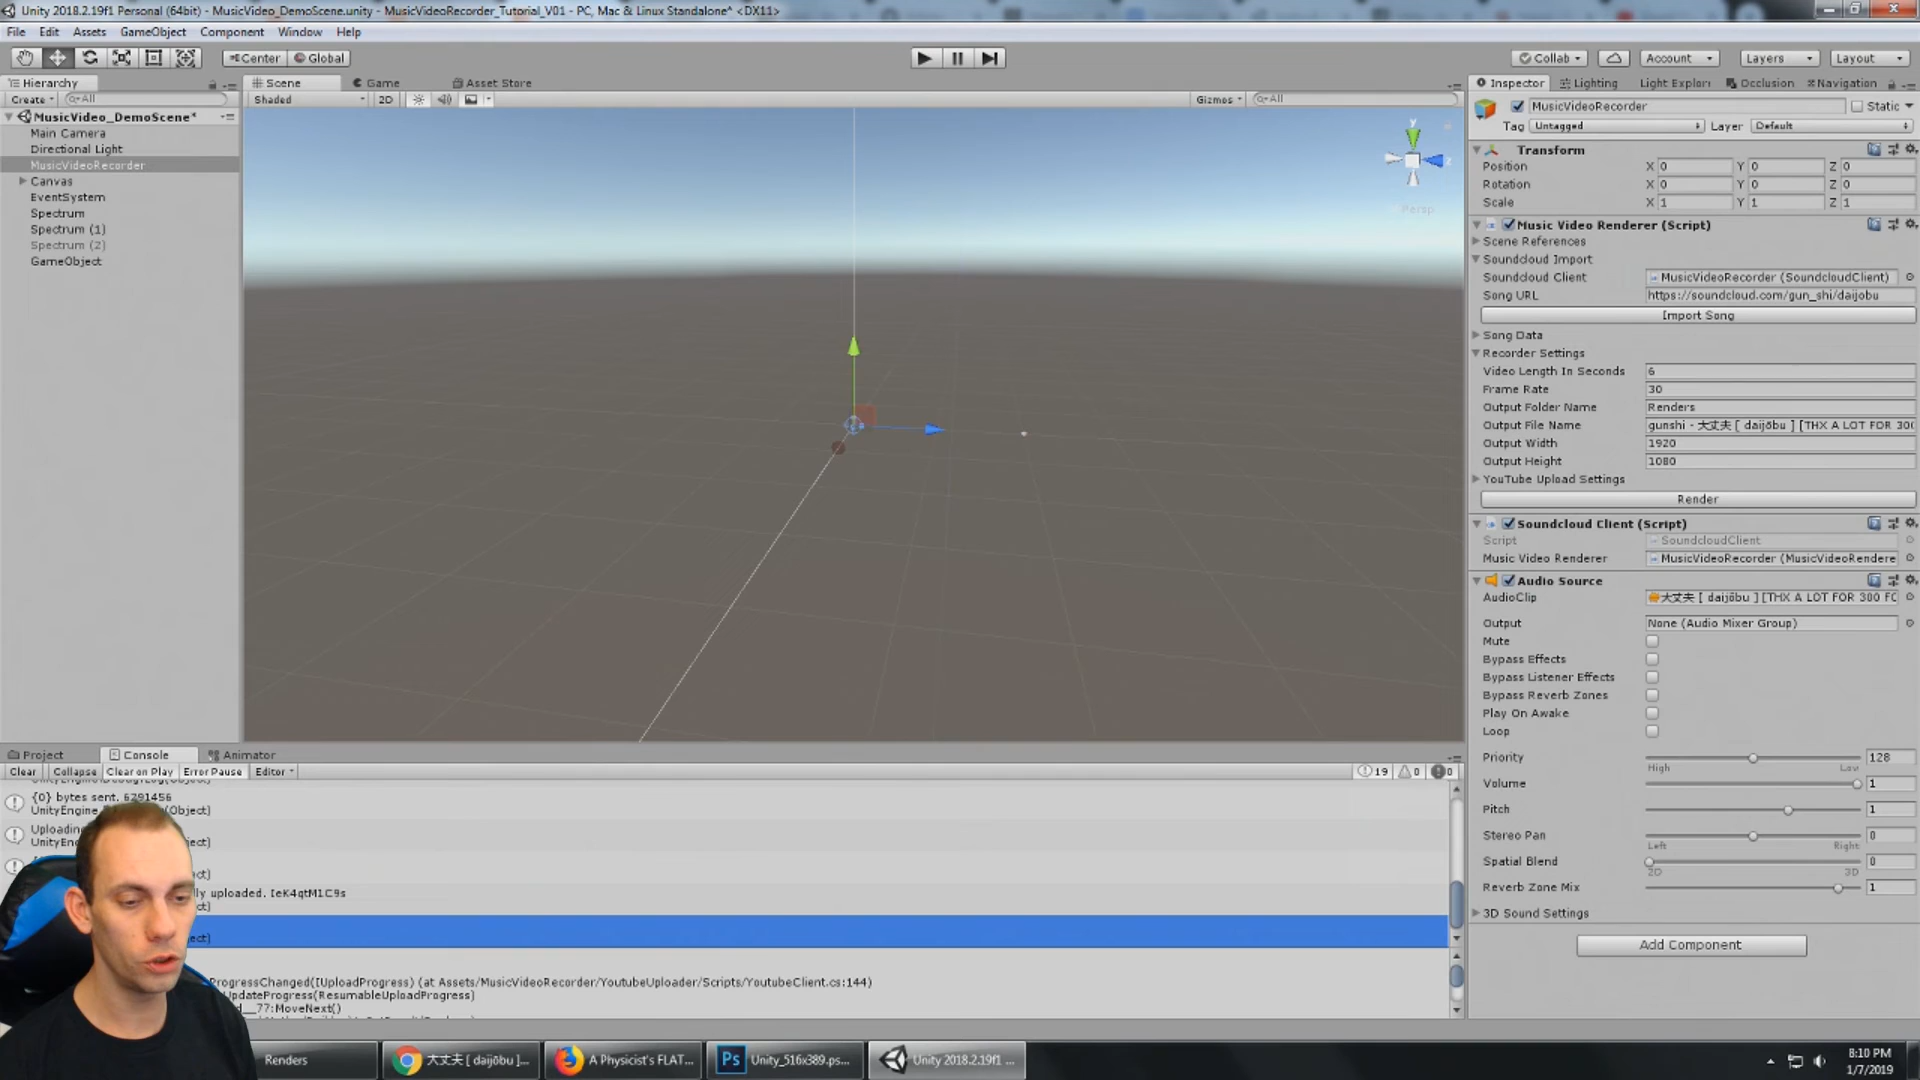 Unity 2018.2.19f1 Personal (64bit) - MusicVideo_DemoScene.unity - MusicVideoRecorder_Tutorial_V01 - PC, Mac & Linux Standalone* <DX11>
File Edit Assets GameObject Component Window Help
Center Global Collab Account Layers Layout
Hierarchy Scene Game Asset Store Inspector Lighting Light Explor Occlusion Navigation
Create All Shaded 2D Gizmos All
MusicVideo_DemoScene*
Main Camera
Directional Light
MusicVideoRecorder
Canvas
EventSystem
Spectrum
Spectrum (1)
Spectrum (2)
GameObject
y
z
Persp
MusicVideoRecorder Static
Tag Untagged Layer Default
Transform
Position X 0 Y 0 Z 0
Rotation X 0 Y 0 Z 0
Scale X 1 Y 1 Z 1
Music Video Renderer (Script)
Scene References
Soundcloud Import
Soundcloud Client MusicVideoRecorder (SoundcloudClient)
Song URL https://soundcloud.com/gun_shi/daijobu
Import Song
Song Data
Recorder Settings
Video Length In Seconds 6
Frame Rate 30
Output Folder Name Renders
Output File Name gunshi - 大丈夫 [ daijōbu ] [THX A LOT FOR 300
Output Width 1920
Output Height 1080
YouTube Upload Settings
Render
Soundcloud Client (Script)
Script SoundcloudClient
Music Video Renderer MusicVideoRecorder (MusicVideoRendere
Audio Source
AudioClip 大丈夫 [ daijōbu ] [THX A LOT FOR 300 FC
Output None (Audio Mixer Group)
Mute
Bypass Effects
Bypass Listener Effects
Bypass Reverb Zones
Play On Awake
Loop
Priority 128
High Low
Volume 1
Pitch 1
Stereo Pan 0
Left Right
Spatial Blend 0
2D 3D
Reverb Zone Mix 1
3D Sound Settings
Add Component
Project Console Animator
Clear Collapse Clear on Play Error Pause Editor 19 0 0
{0} bytes sent. 6291456
UnityEngine (Object)
Uploading
UnityEn ject)
ject)
ly uploaded. IeK4qtM1C9s
ject)
ject)
ProgressChanged(IUploadProgress) (at Assets/MusicVideoRecorder/YoutubeUploader/Scripts/YoutubeClient.cs:144)
UpdateProgress(ResumableUploadProgress)
d__77:MoveNext()
Renders 大丈夫 [ daijōbu ]... A Physicist's FLAT... Ps Unity_516x389.ps... Unity 2018.2.19f1 ...
8:10 PM
1/7/2019